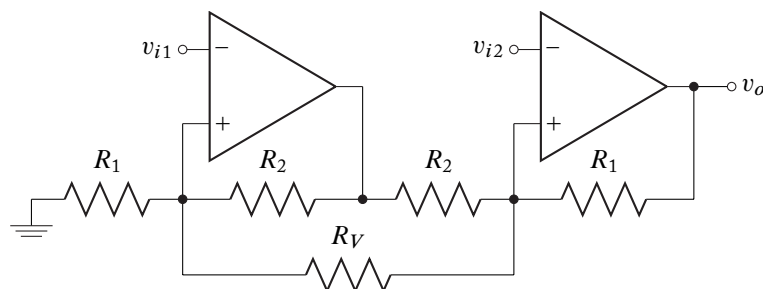 v_{i1}
−
+
v_{i2}
−
+
v_o
R_1
R_2
R_2
R_1
R_V